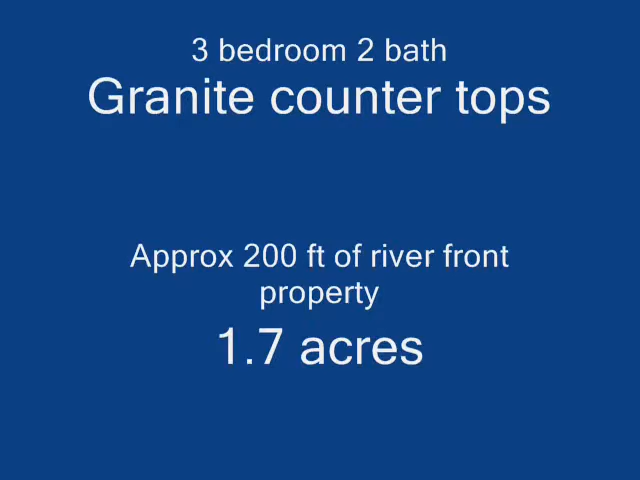 3 bedroom 2 bath
Granite counter tops
Approx 200 ft of river front
property
1.7 acres